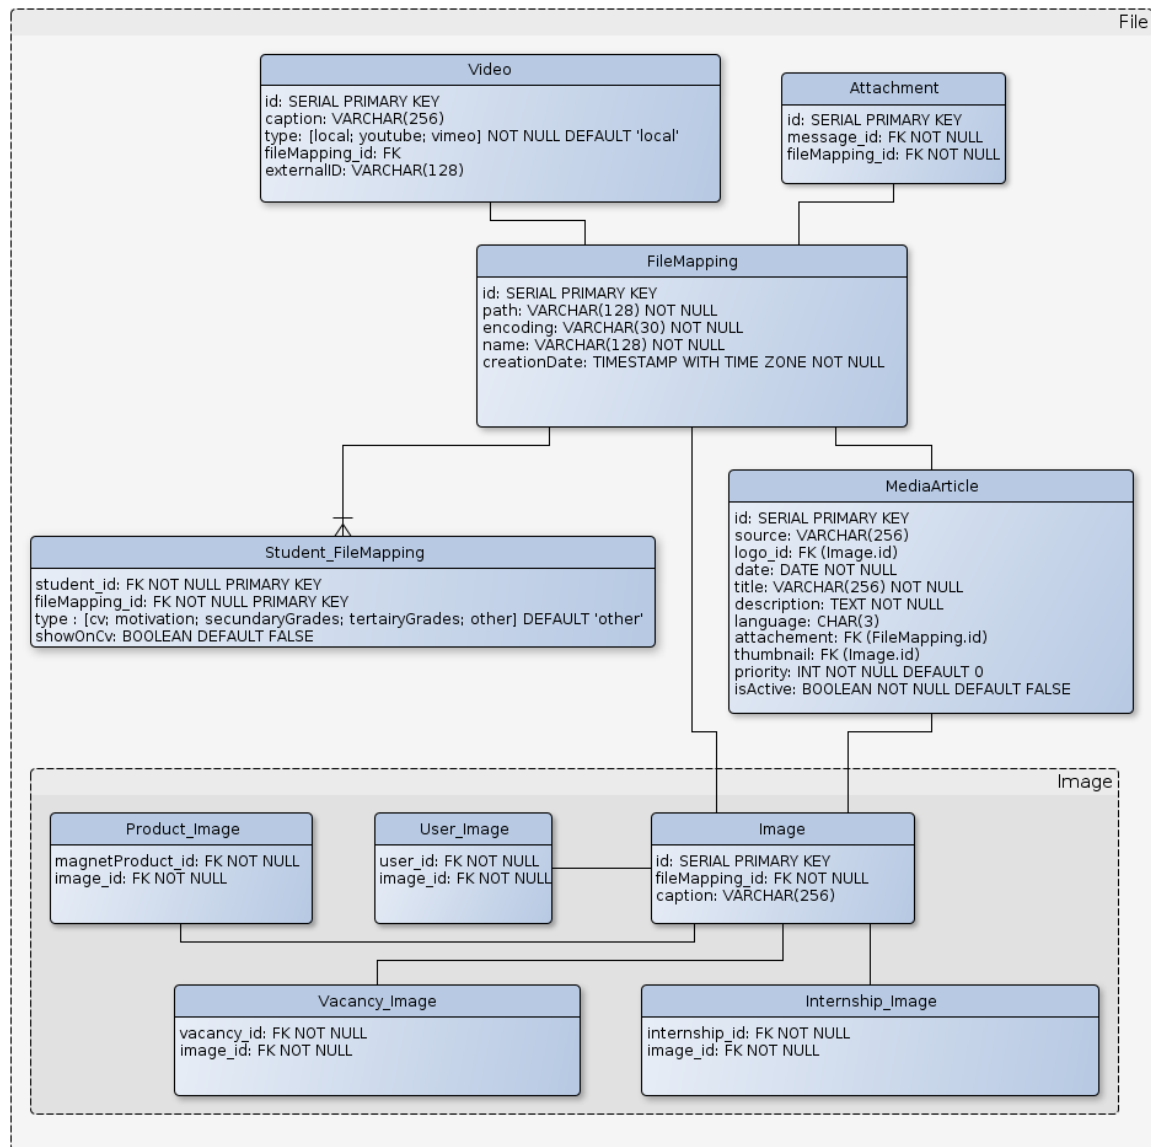 File
Video
id: SERIAL PRIMARY KEY
caption: VARCHAR(256)
type: [local; youtube; vimeo] NOT NULL DEFAULT 'local'
fileMapping_id: FK
externalID: VARCHAR(128)
Attachment
id: SERIAL PRIMARY KEY
message_id: FK NOT NULL
fileMapping_id: FK NOT NULL
FileMapping
id: SERIAL PRIMARY KEY
path: VARCHAR(128) NOT NULL
encoding: VARCHAR(30) NOT NULL
name: VARCHAR(128) NOT NULL
creationDate: TIMESTAMP WITH TIME ZONE NOT NULL
MediaArticle
id: SERIAL PRIMARY KEY
source: VARCHAR(256)
logo_id: FK (Image.id)
date: DATE NOT NULL
title: VARCHAR(256) NOT NULL
description: TEXT NOT NULL
language: CHAR(3)
attachement: FK (FileMapping.id)
thumbnail: FK (Image.id)
priority: INT NOT NULL DEFAULT 0
isActive: BOOLEAN NOT NULL DEFAULT FALSE
Student_FileMapping
student_id: FK NOT NULL PRIMARY KEY
fileMapping_id: FK NOT NULL PRIMARY KEY
type : [cv; motivation; secundaryGrades; tertairyGrades; other] DEFAULT 'other'
showOnCv: BOOLEAN DEFAULT FALSE
Image
Product_Image
magnetProduct_id: FK NOT NULL
image_id: FK NOT NULL
User_Image
user_id: FK NOT NULL
image_id: FK NOT NULL
Image
id: SERIAL PRIMARY KEY
fileMapping_id: FK NOT NULL
caption: VARCHAR(256)
Vacancy_Image
vacancy_id: FK NOT NULL
image_id: FK NOT NULL
Internship_Image
internship_id: FK NOT NULL
image_id: FK NOT NULL